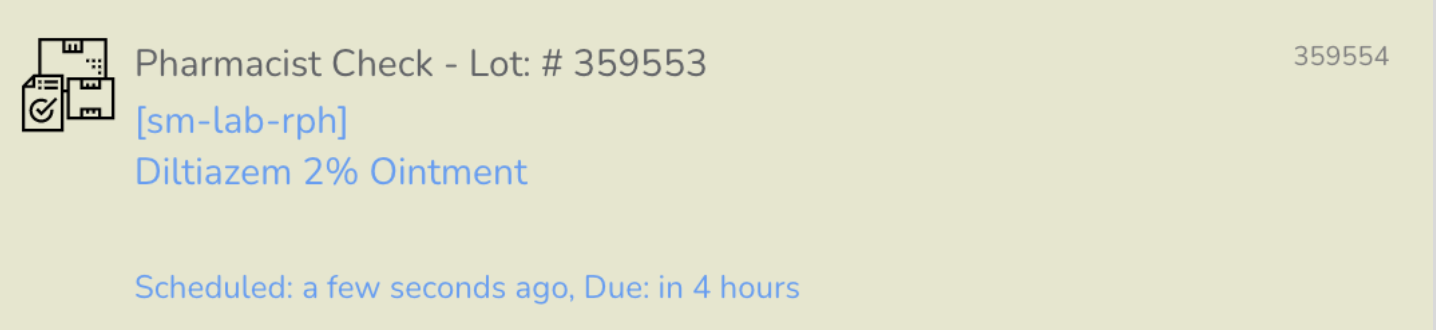 Pharmacist Check - Lot: # 359553
359554
[sm-lab-rph]
Diltiazem 2% Ointment
Scheduled: a few seconds ago, Due: in 4 hours